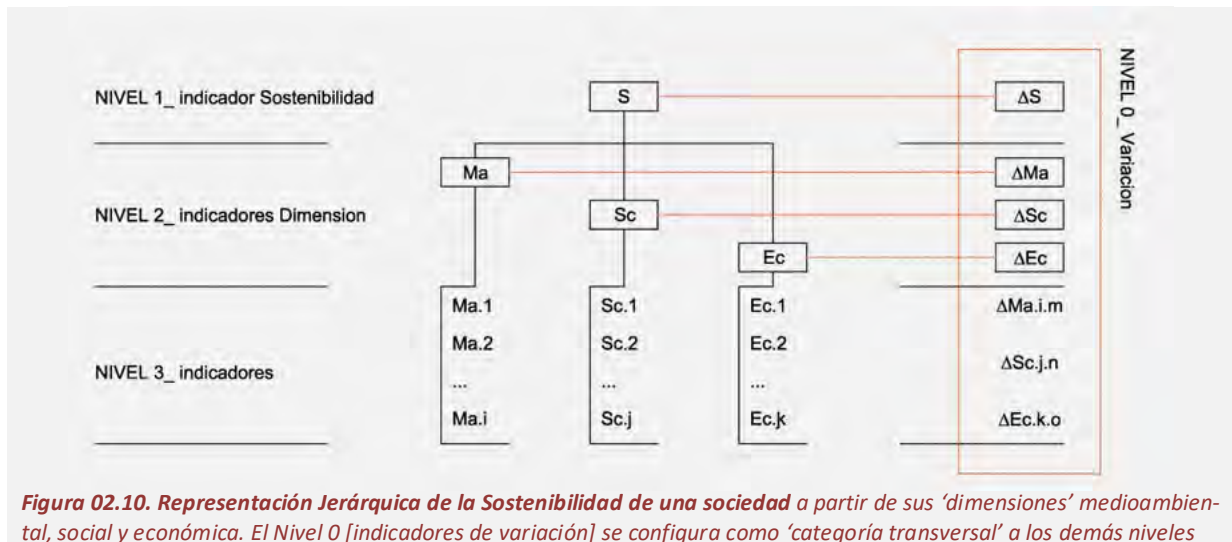 NIVEL 1_ indicador Sostenibilidad
S
ΔS
NIVEL 0_ Variacion
Ma
ΔMa
NIVEL 2_ indicadores Dimension
Sc
ΔSc
Ec
ΔEc
Ma.1
Sc.1
Ec.1
ΔMa.i.m
Ma.2
Sc.2
Ec.2
NIVEL 3_ indicadores
ΔSc.j.n
...
...
...
Ma.i
Sc.j
Ec.k
ΔEc.k.o
Figura 02.10. Representación Jerárquica de la Sostenibilidad de una sociedad a partir de sus ‘dimensiones’ medioambien-
tal, social y económica. El Nivel 0 [indicadores de variación] se configura como ‘categoría transversal’ a los demás niveles